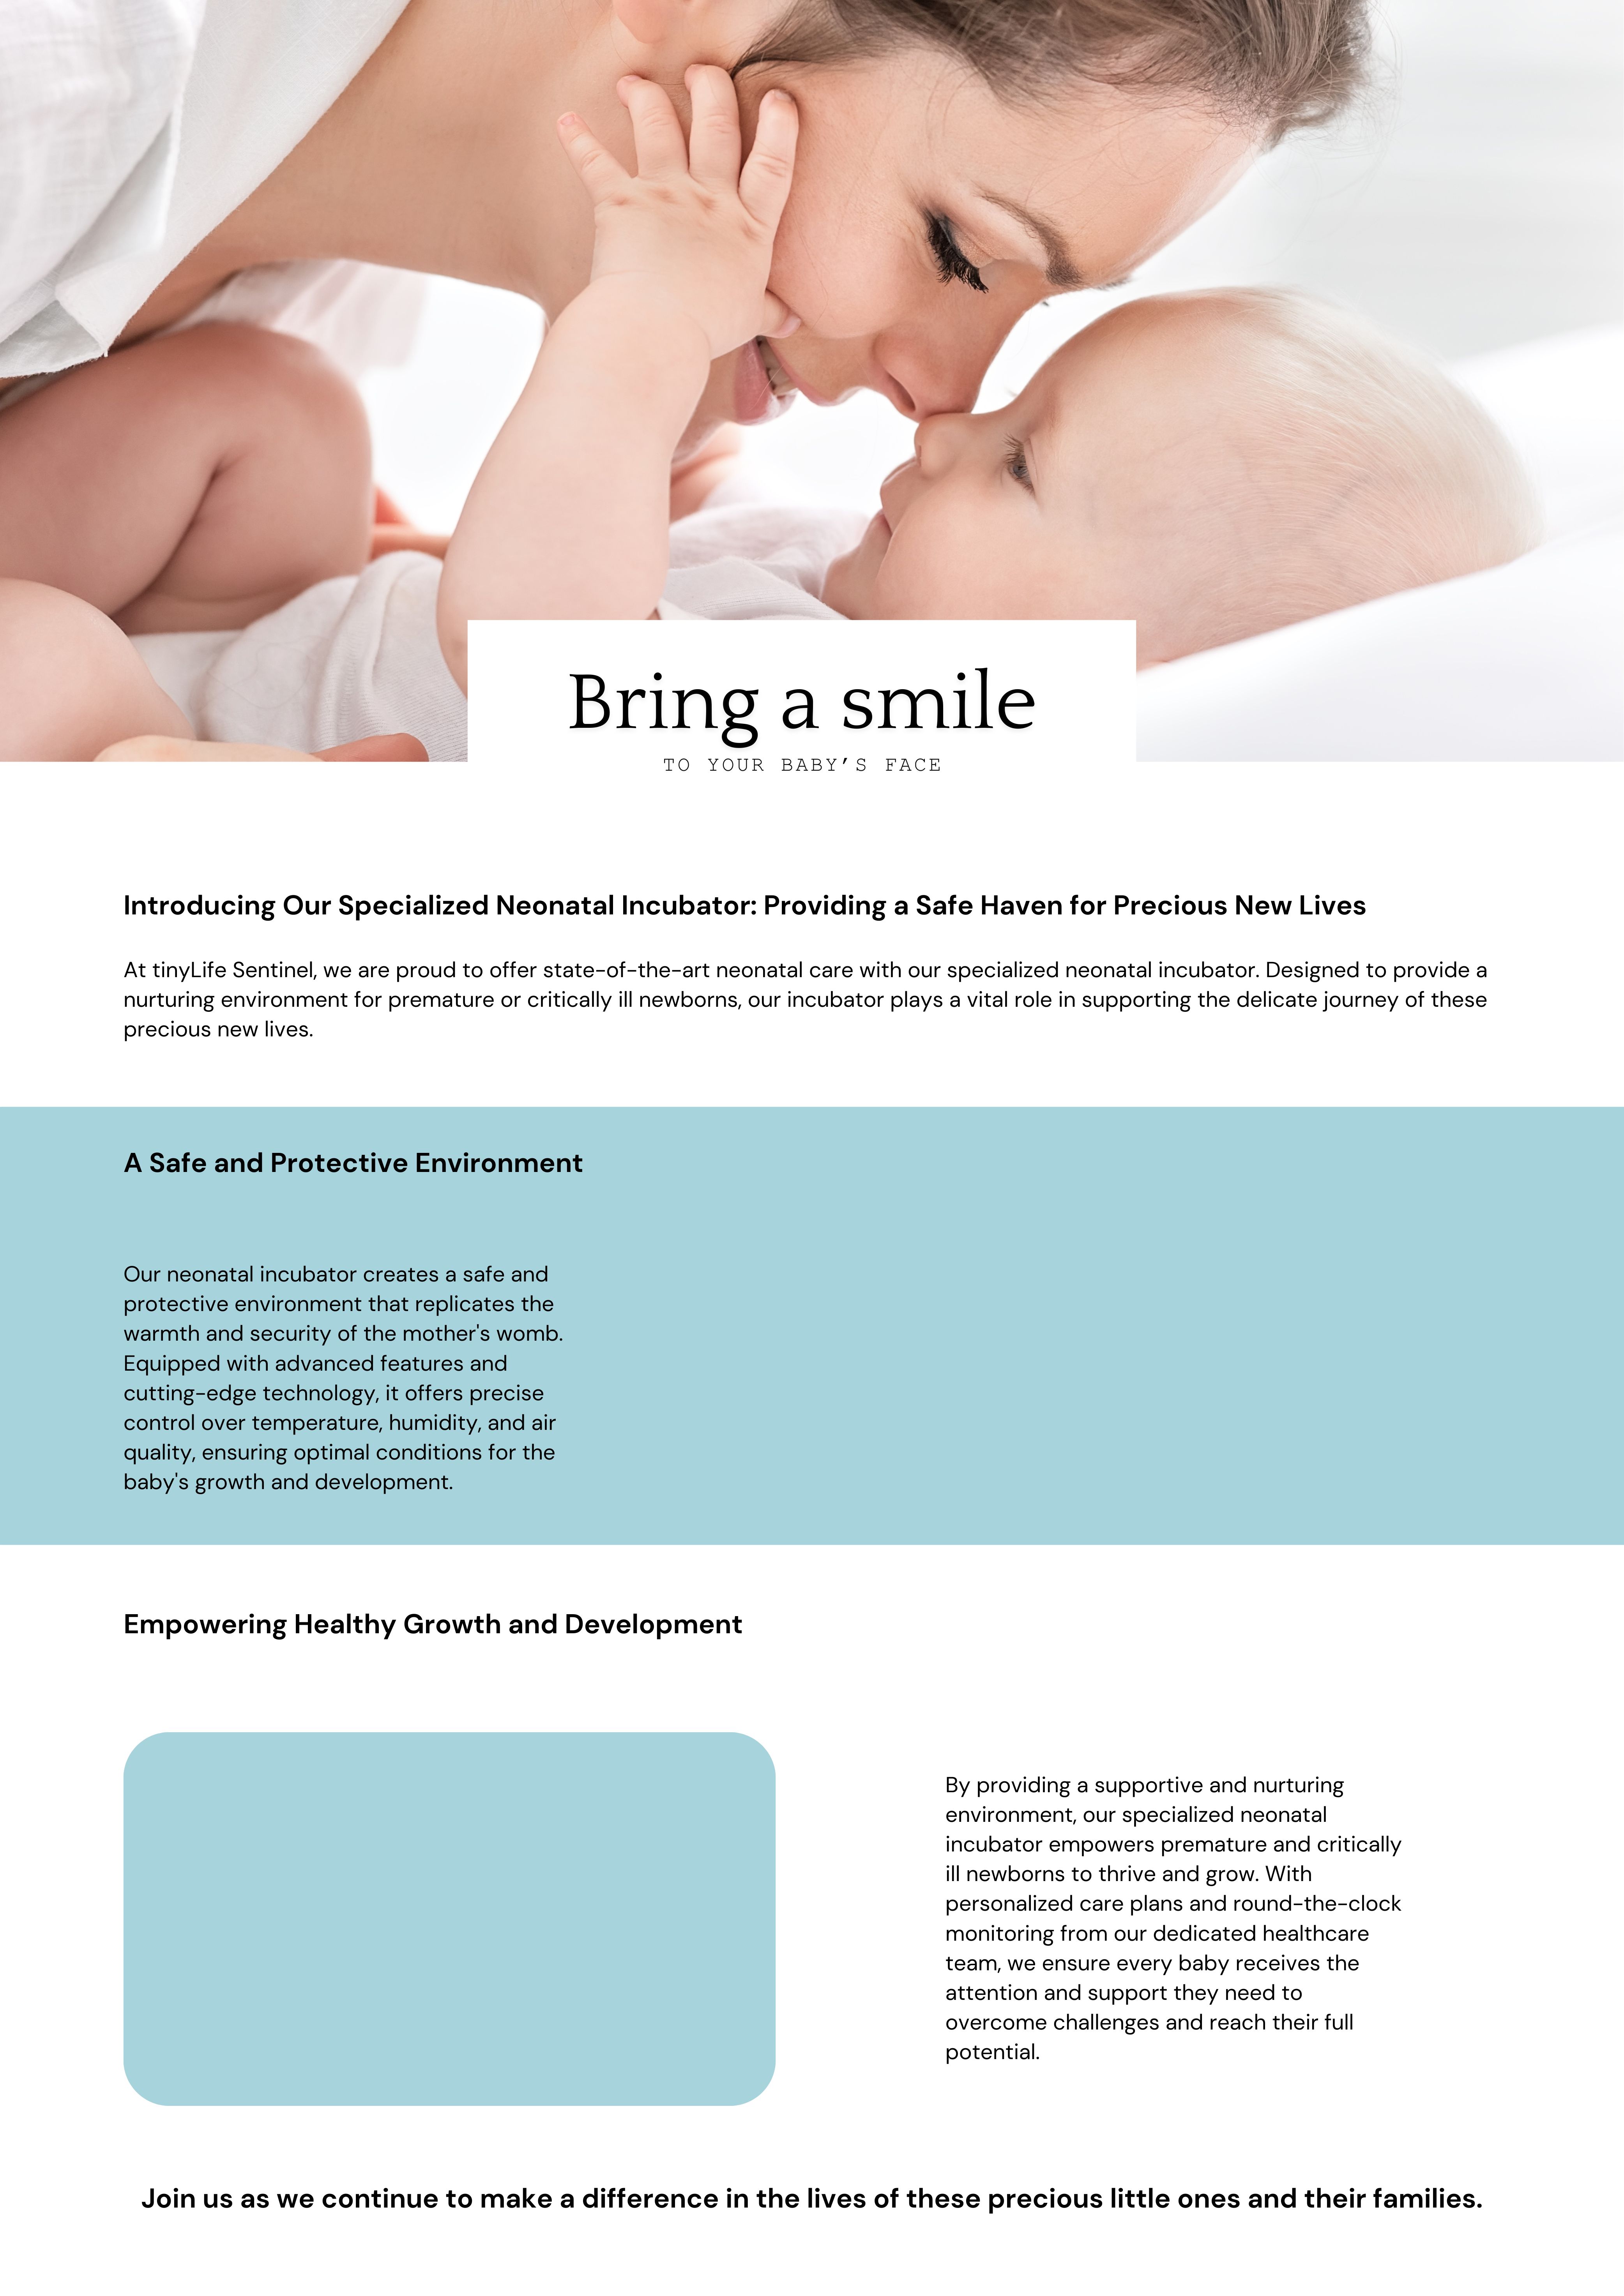 Bring a smile
TO YOUR BABY’S FACE
Introducing Our Specialized Neonatal Incubator: Providing a Safe Haven for Precious New Lives
At tinyLife Sentinel, we are proud to offer state-of-the-art neonatal care with our specialized neonatal incubator. Designed to provide a
nurturing environment for premature or critically ill newborns, our incubator plays a vital role in supporting the delicate journey of these
precious new lives.
A Safe and Protective Environment
Our neonatal incubator creates a safe and
protective environment that replicates the
warmth and security of the mother's womb.
Equipped with advanced features and
cutting-edge technology, it offers precise
control over temperature, humidity, and air
quality, ensuring optimal conditions for the
baby's growth and development.
Empowering Healthy Growth and Development
By providing a supportive and nurturing
environment, our specialized neonatal
incubator empowers premature and critically
ill newborns to thrive and grow. With
personalized care plans and round-the-clock
monitoring from our dedicated healthcare
team, we ensure every baby receives the
attention and support they need to
overcome challenges and reach their full
potential.
Join us as we continue to make a difference in the lives of these precious little ones and their families.